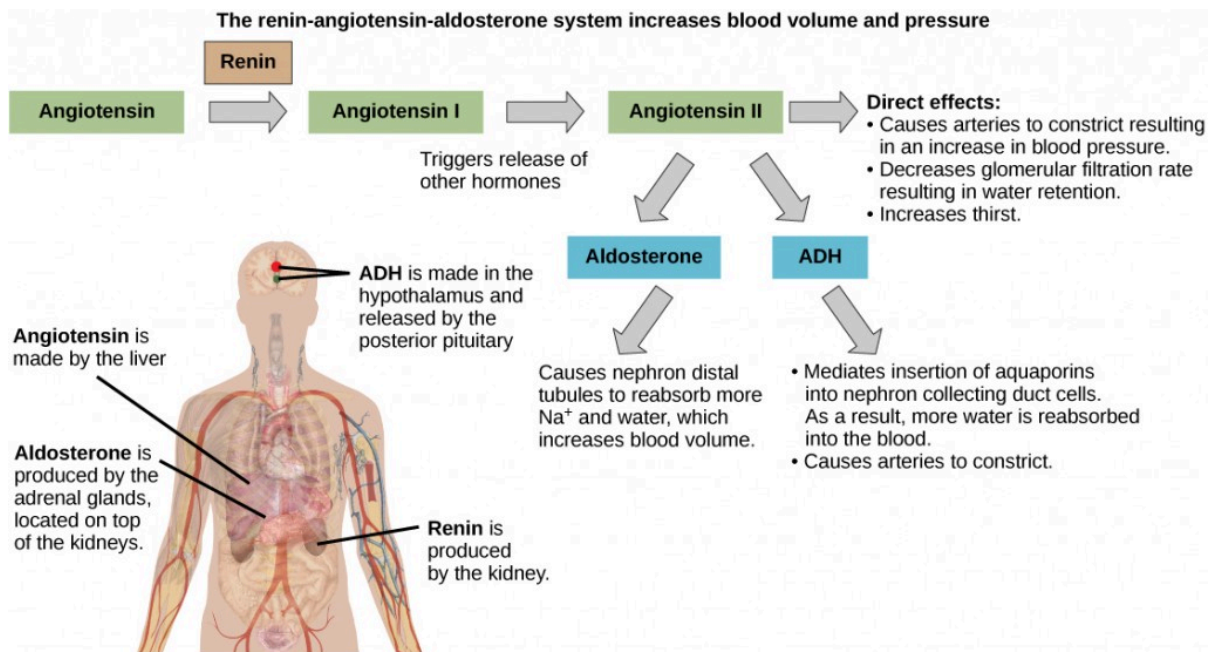 The renin-angiotensin-aldosterone system increases blood volume and pressure
Renin
Angiotensin
Angiotensin I
Angiotensin II
Direct effects:
• Causes arteries to constrict resulting
in an increase in blood pressure.
• Decreases glomerular filtration rate
resulting in water retention.
• Increases thirst.
Triggers release of
other hormones
Aldosterone
ADH
ADH is made in the
hypothalamus and
released by the
posterior pituitary
Angiotensin is
made by the liver
Aldosterone is
produced by the
adrenal glands,
located on top
of the kidneys.
Renin is
produced
by the kidney.
Causes nephron distal
tubules to reabsorb more
Na⁺ and water, which
increases blood volume.
• Mediates insertion of aquaporins
into nephron collecting duct cells.
As a result, more water is reabsorbed
into the blood.
• Causes arteries to constrict.